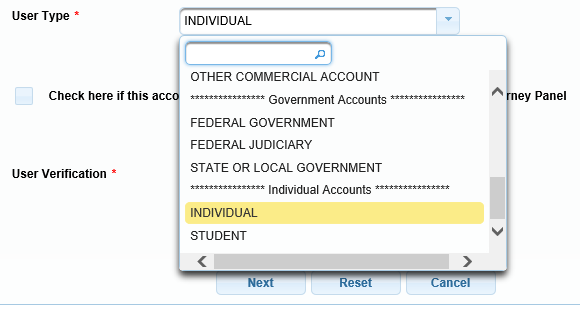 User Type *
INDIVIDUAL
OTHER COMMERCIAL ACCOUNT
Check here if this acco
rney Panel
**************** Government Accounts ****************
FEDERAL GOVERNMENT
FEDERAL JUDICIARY
STATE OR LOCAL GOVERNMENT
User Verification *
**************** Individual Accounts ****************
INDIVIDUAL
STUDENT
Next
Reset
Cancel